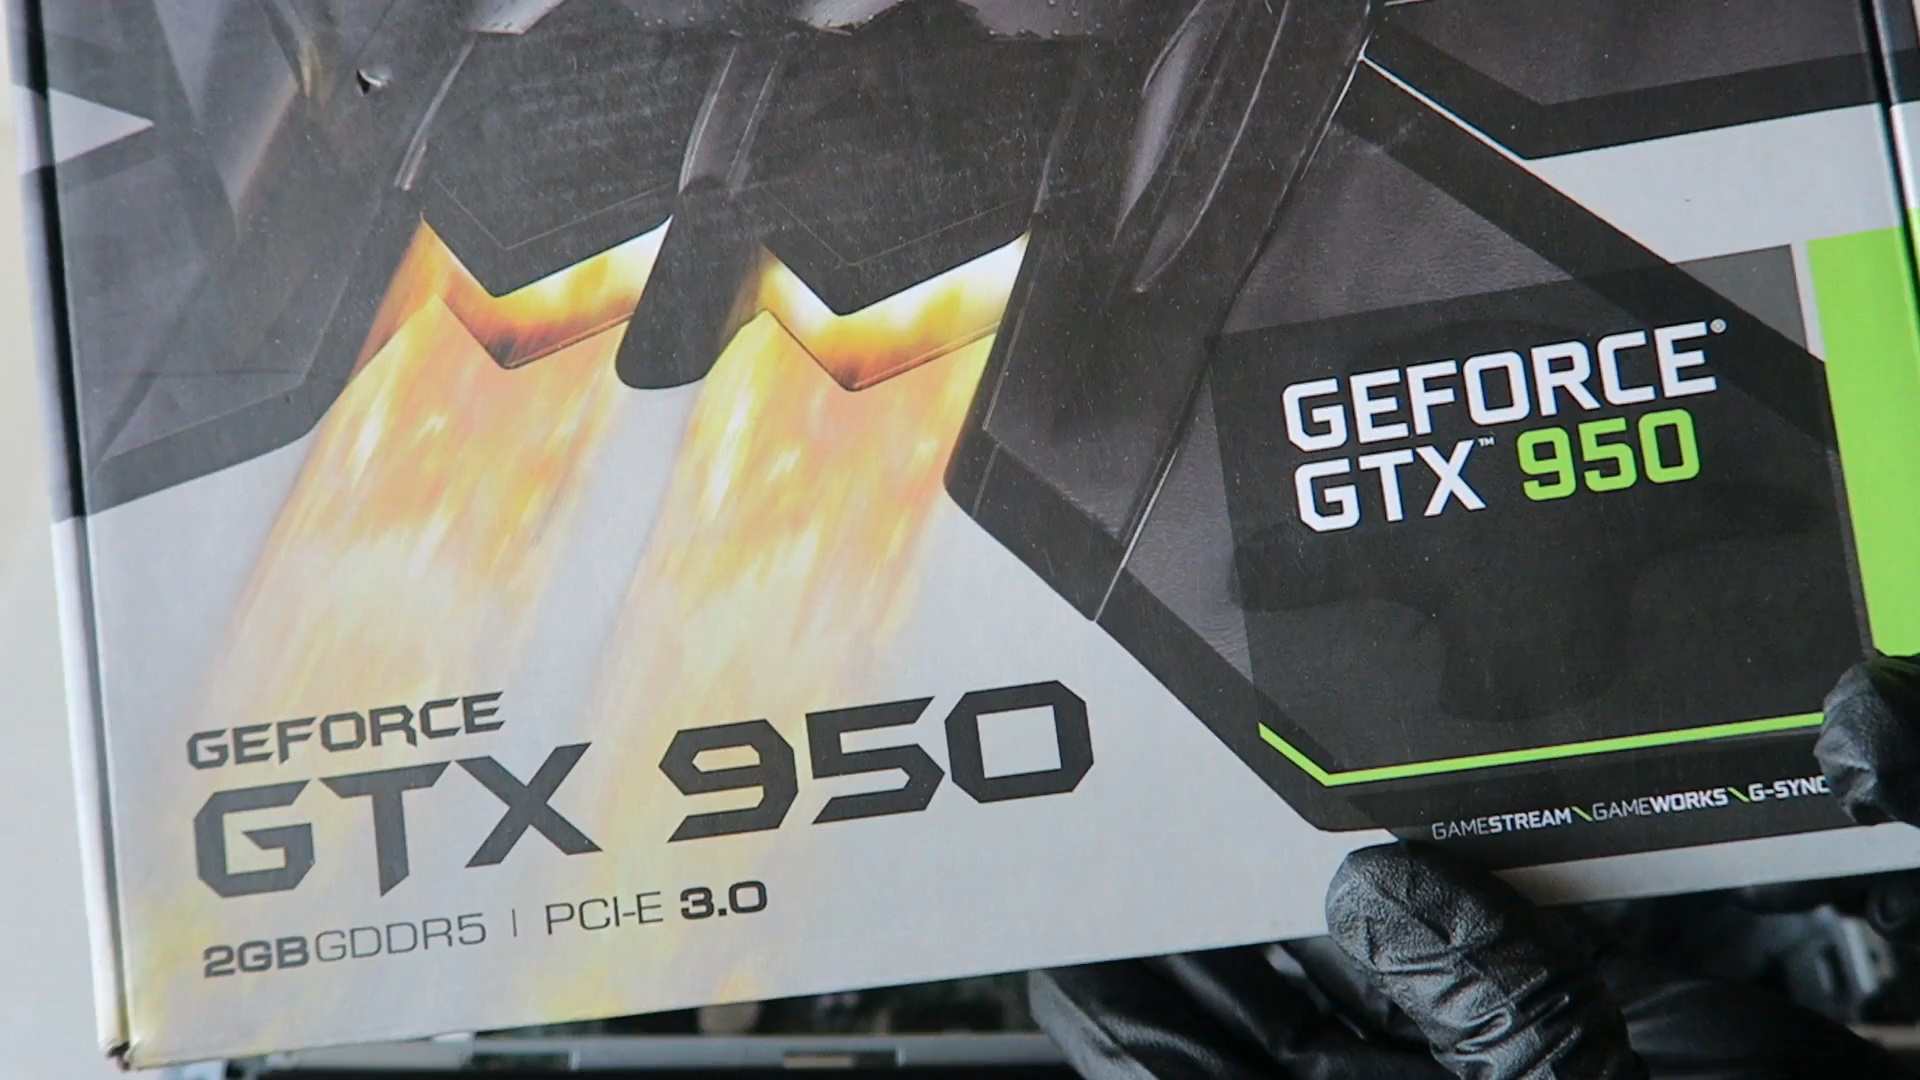 GEFORCE®
GTX™ 950
GEFORCE
GTX 950
2GB GDDR5 | PCI-E 3.0
GAMESTREAM\GAMEWORKS\G-SYNC